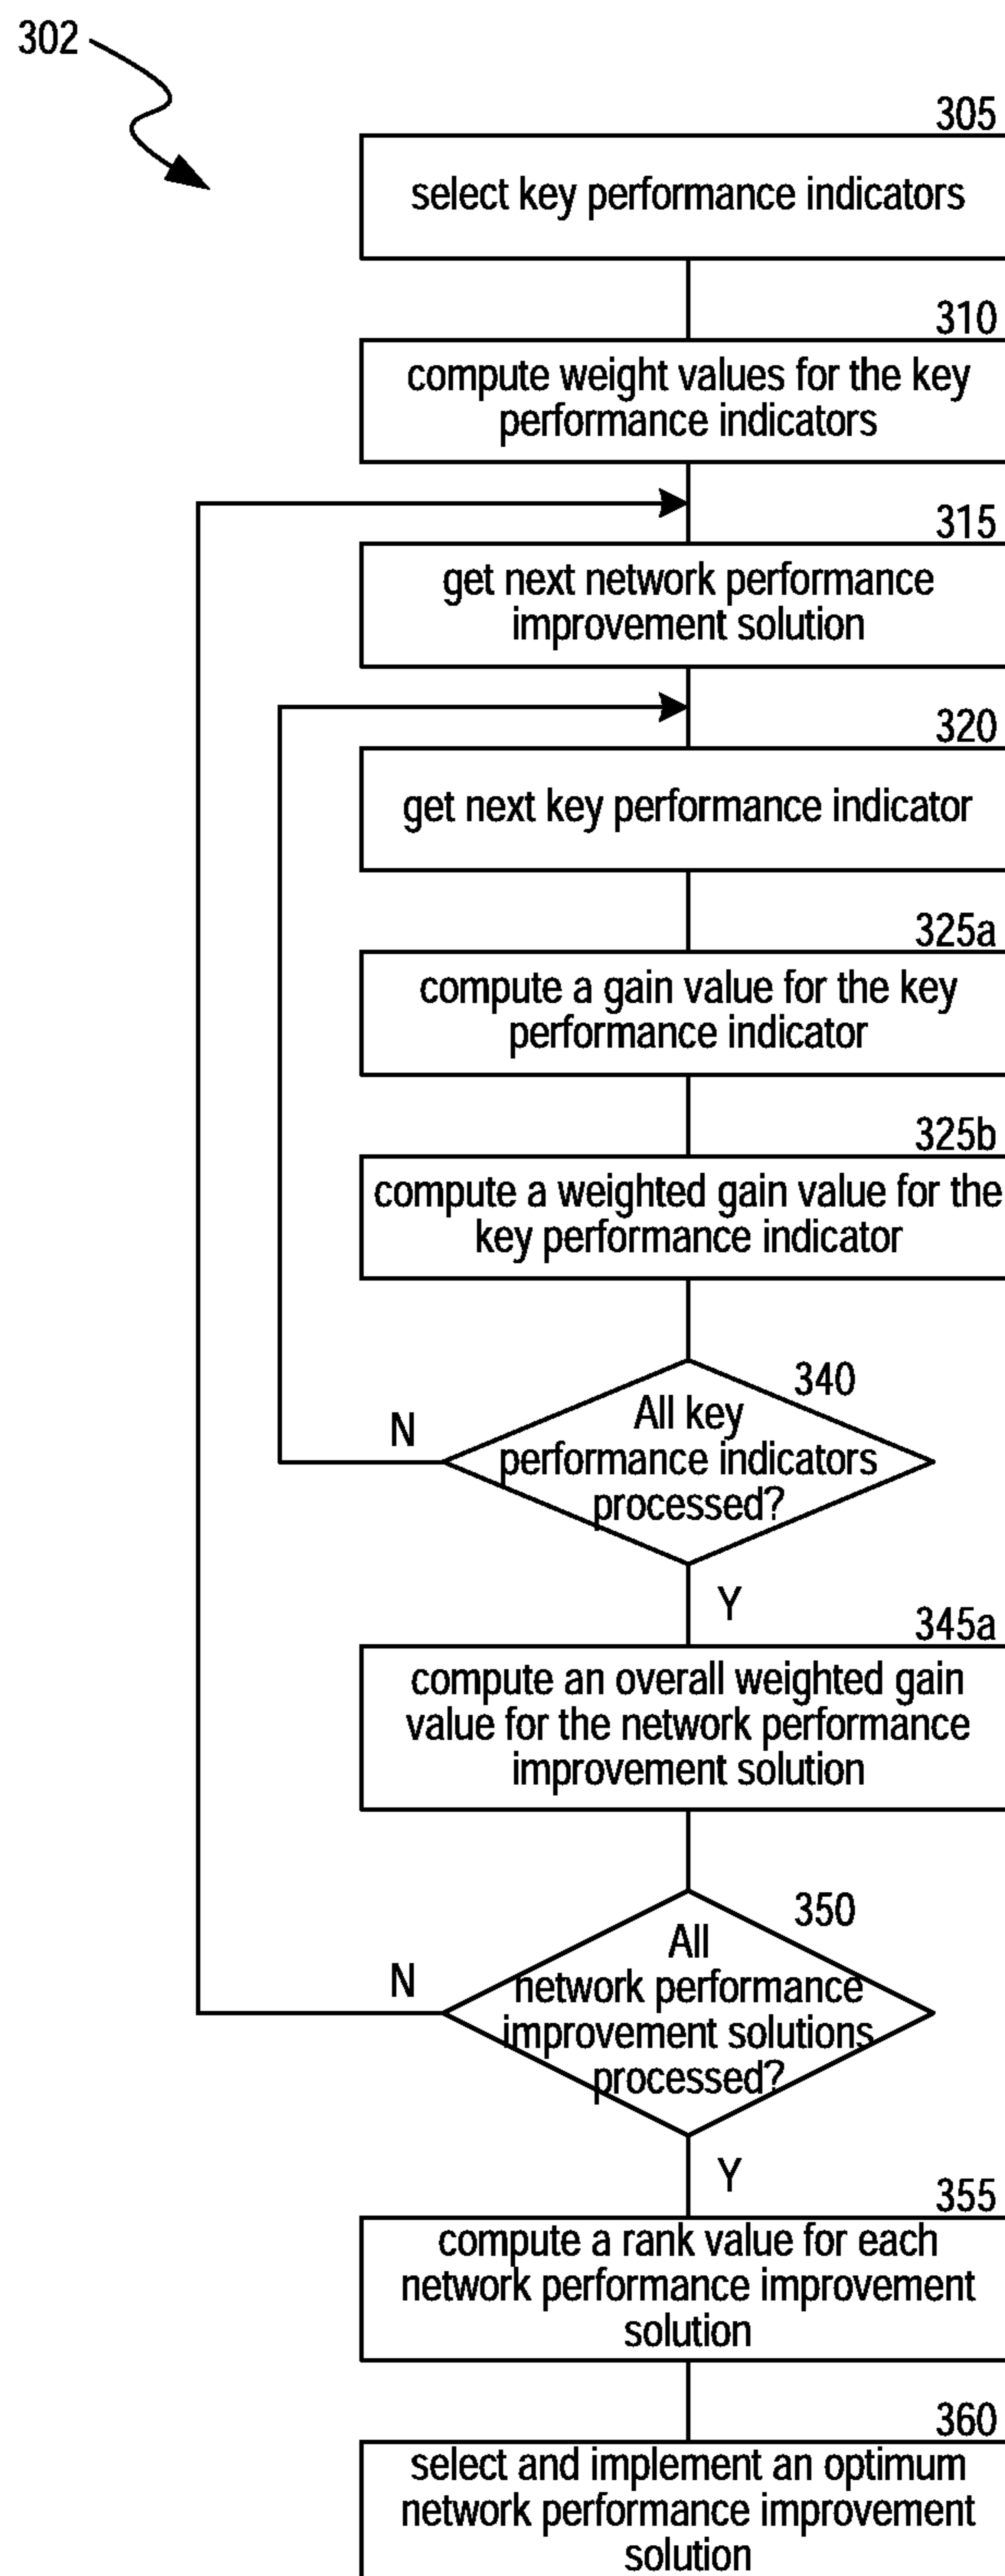 302
305
select key performance indicators
310
compute weight values for the key
performance indicators
315
get next network performance
improvement solution
320
get next key performance indicator
325a
compute a gain value for the key
performance indicator
325b
compute a weighted gain value for the
key performance indicator
340
All key
performance indicators
processed?
N
Y
345a
compute an overall weighted gain
value for the network performance
improvement solution
350
All
network performance
improvement solutions
processed?
N
Y
355
compute a rank value for each
network performance improvement
solution
360
select and implement an optimum
network performance improvement
solution